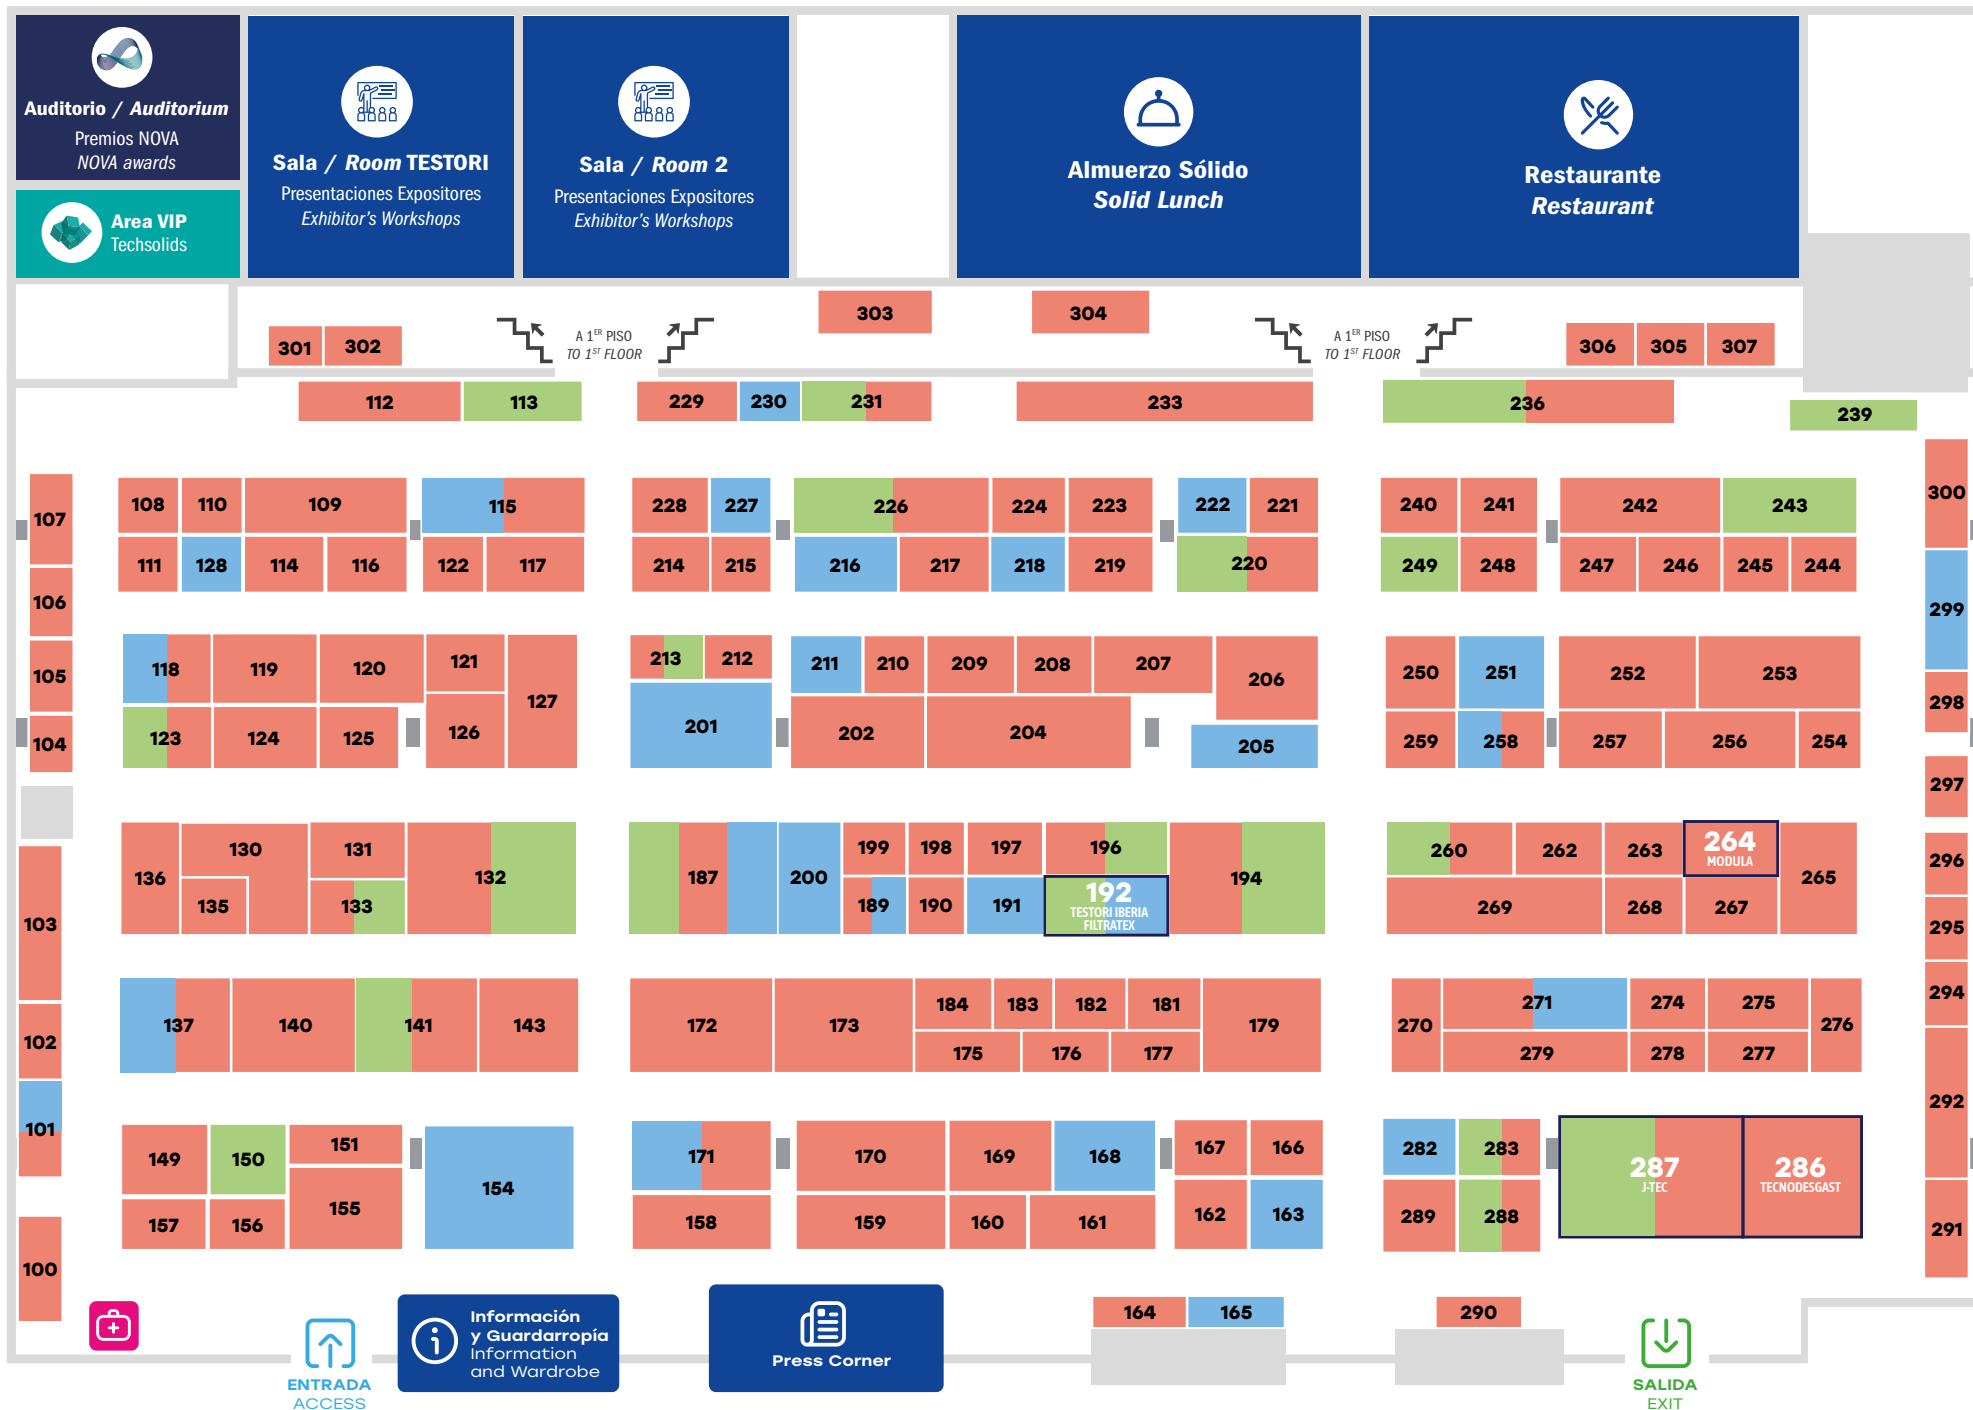 Auditorio / Auditorium
Premios NOVA
NOVA awards
Area VIP
Techsolids
Sala / Room TESTORI
Presentaciones Expositores
Exhibitor's Workshops
Sala / Room 2
Presentaciones Expositores
Exhibitor's Workshops
Almuerzo Sólido
Solid Lunch
Restaurante
Restaurant
301 302
A 1ER PISO
TO 1ST FLOOR
303 304
A 1ER PISO
TO 1ST FLOOR
306 305 307
112 113 229 230 231 233 236 239
107 106 105 104 103 102 101 100
108 110 109 115 228 227 226 224 223 222 221 240 241 242 243
111 128 114 116 122 117 214 215 216 217 218 219 220 249 248 247 246 245 244
118 119 120 121 127 213 212 211 210 209 208 207 206 250 251 252 253
123 124 125 126 201 202 204 205 259 258 257 256 254
136 130 131 132 187 200 199 198 197 196 194 260 262 263 264 265
MODULA
135 133 189 190 191 192 269 268 267
TESTORI IBERIA
FILTRATEX
137 140 141 143 172 173 184 183 182 181 179 270 271 274 275 276
175 176 177 279 278 277
149 150 151 154 171 170 169 168 167 166 282 283 287 286
J-TEC
TECNODESGAST
157 156 155 158 159 160 161 162 163 289 288
300 299 298 297 296 295 294 292 291
164 165 290
ENTRADA
ACCESS
Información
y Guardarropía
Information
and Wardrobe
Press Corner
SALIDA
EXIT